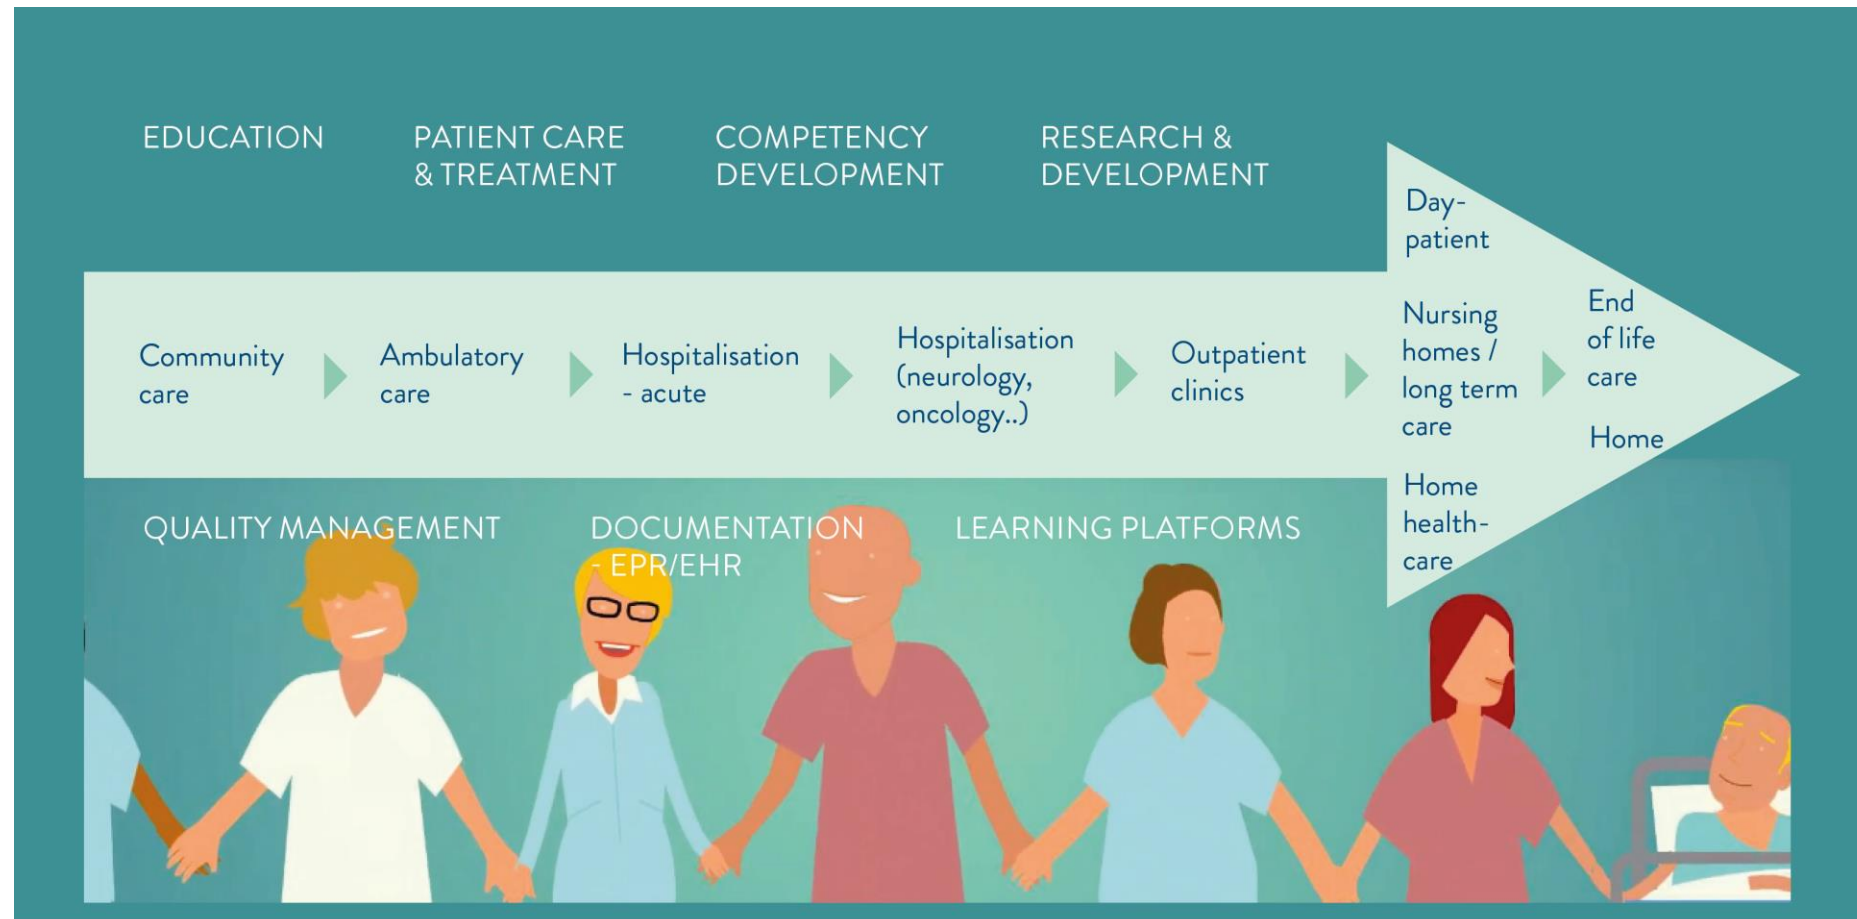 EDUCATION
PATIENT CARE
& TREATMENT
COMPETENCY
DEVELOPMENT
RESEARCH &
DEVELOPMENT
Community
care
Ambulatory
care
Hospitalisation
- acute
Hospitalisation
(neurology,
oncology..)
Outpatient
clinics
Day-
patient
Nursing
homes /
long term
care
Home
health-
care
End
of life
care
Home
QUALITY MANAGEMENT
DOCUMENTATION
- EPR/EHR
LEARNING PLATFORMS